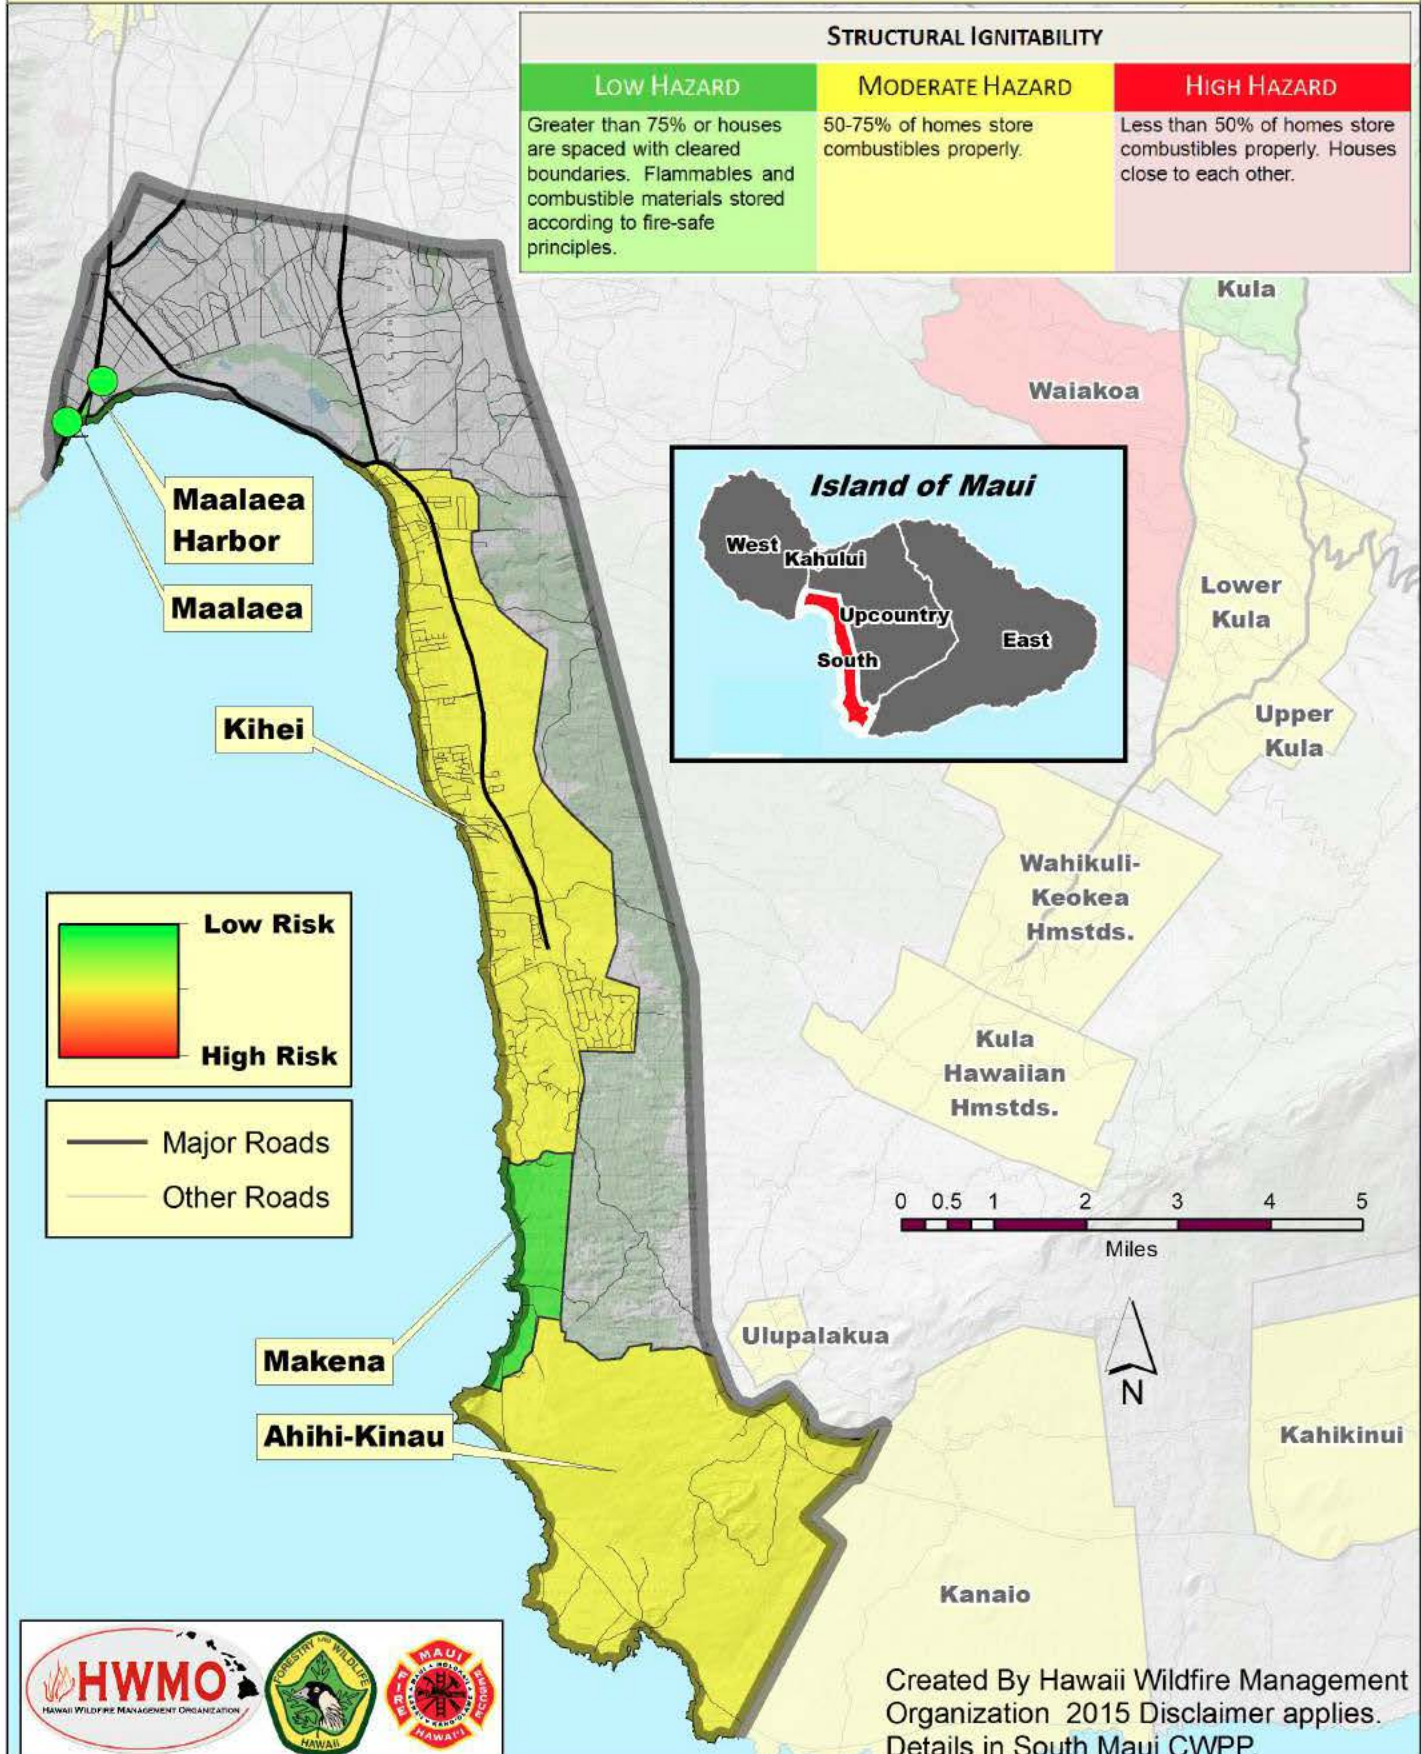 STRUCTURAL IGNITABILITY
LOW HAZARD
MODERATE HAZARD
HIGH HAZARD
Greater than 75% or houses
are spaced with cleared
boundaries. Flammables and
combustible materials stored
according to fire-safe
principles.
50-75% of homes store
combustibles properly.
Less than 50% of homes store
combustibles properly. Houses
close to each other.
Kula
Waiakoa
Maalaea
Harbor
Maalaea
Island of Maui
West
Kahului
Upcountry
South
East
Lower
Kula
Upper
Kula
Kihei
Wahikuli-
Keokea
Hmstds.
Low Risk
High Risk
Kula
Hawaiian
Hmstds.
Major Roads
Other Roads
0 0.5 1 2 3 4 5
Miles
Ulupalakua
N
Makena
Ahihi-Kinau
Kahikinui
Kanaio
HWMO
HAWAII WILDFIRE MANAGEMENT ORGANIZATION
FORESTRY AND WILDLIFE
HAWAII
MAUI
FIRE
RESCUE
HAWAI'I
Created By Hawaii Wildfire Management
Organization 2015 Disclaimer applies.
Details in South Maui CWPP